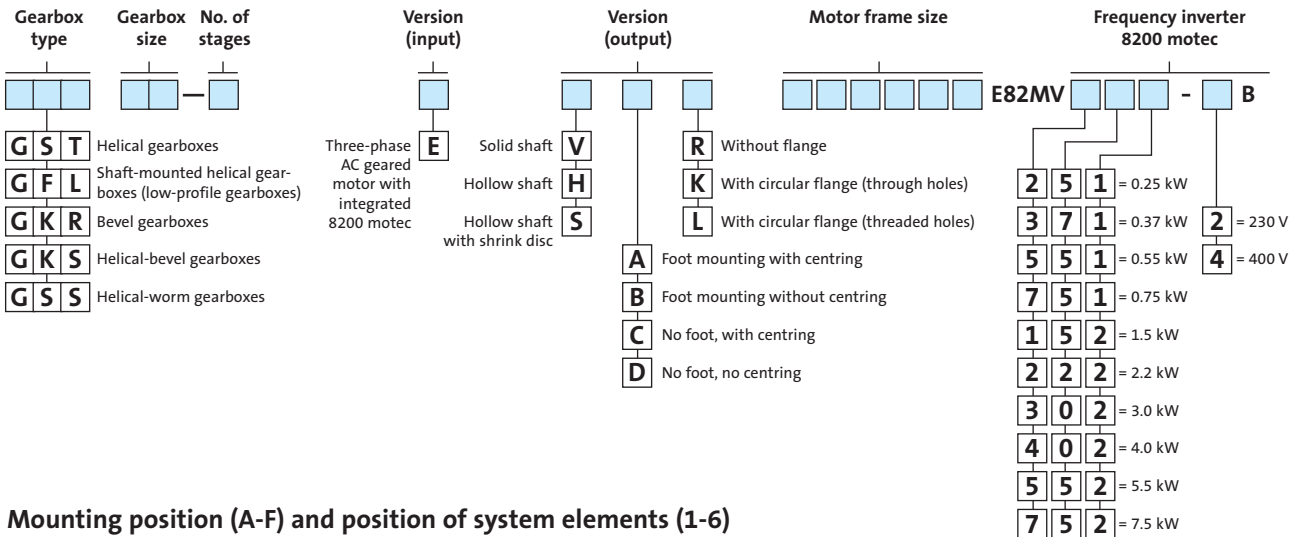 Gearbox type
Gearbox size
No. of stages
Version (input)
Version (output)
Motor frame size
Frequency inverter 8200 motec
— E82MV - B
G S T Helical gearboxes
G F L Shaft-mounted helical gear-
boxes (low-profile gearboxes)
G K R Bevel gearboxes
G K S Helical-bevel gearboxes
G S S Helical-worm gearboxes
Three-phase E
AC geared
motor with
integrated
8200 motec
Solid shaft V
Hollow shaft H
Hollow shaft S
with shrink disc
R Without flange
K With circular flange (through holes)
L With circular flange (threaded holes)
A Foot mounting with centring
B Foot mounting without centring
C No foot, with centring
D No foot, no centring
2 5 1 = 0.25 kW
3 7 1 = 0.37 kW
5 5 1 = 0.55 kW
7 5 1 = 0.75 kW
1 5 2 = 1.5 kW
2 2 2 = 2.2 kW
3 0 2 = 3.0 kW
4 0 2 = 4.0 kW
5 5 2 = 5.5 kW
7 5 2 = 7.5 kW
2 = 230 V
4 = 400 V
Mounting position (A-F) and position of system elements (1-6)